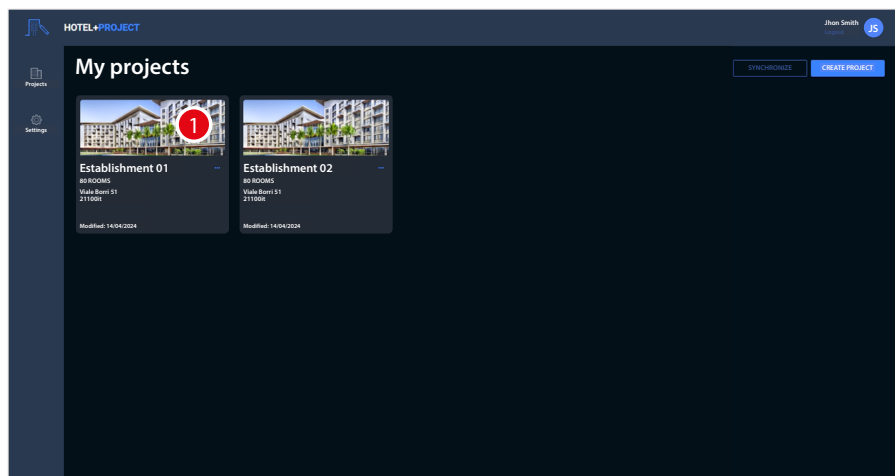 HOTEL+PROJECT
Jhon Smith
Logout
JS
Projects
Settings
My projects
SYNCHRONIZE
CREATE PROJECT
1
Establishment 01
80 ROOMS
Viale Borri 51
21100it
Modified: 14/04/2024
Establishment 02
80 ROOMS
Viale Borri 51
21100it
Modified: 14/04/2024